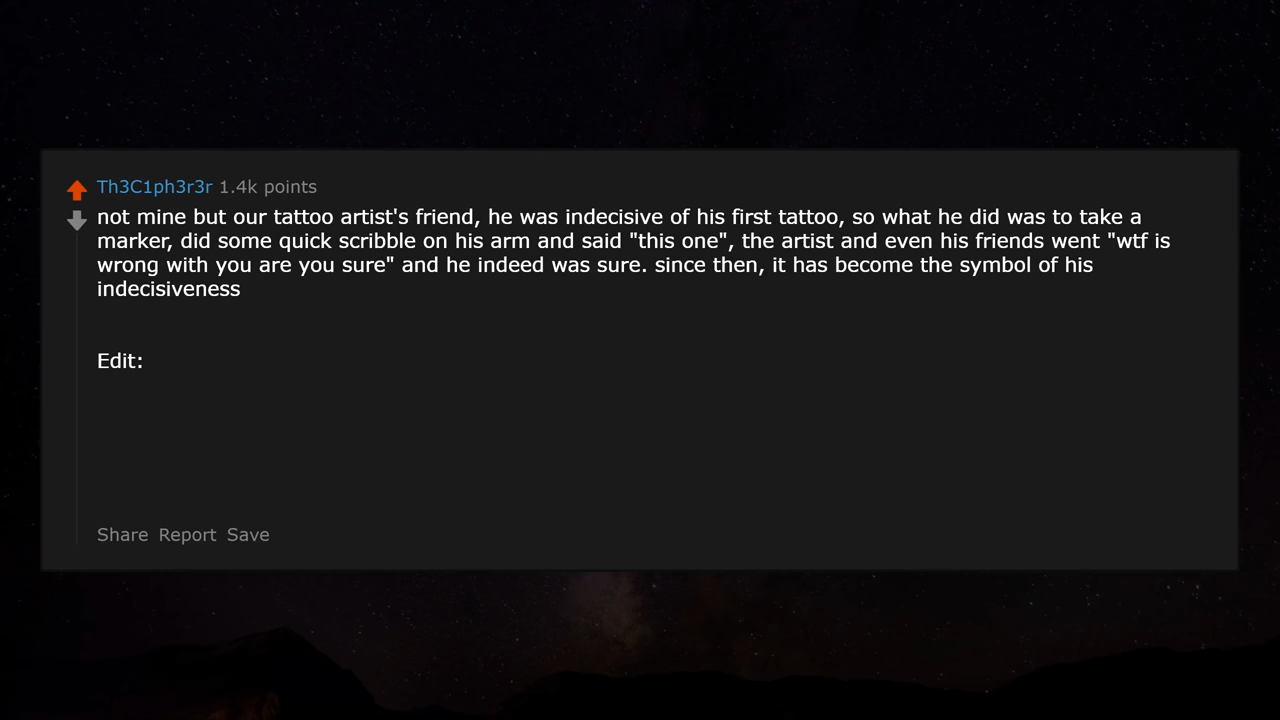 Th3C1ph3r3r 1.4k points
not mine but our tattoo artist's friend, he was indecisive of his first tattoo, so what he did was to take a
marker, did some quick scribble on his arm and said "this one", the artist and even his friends went "wtf is
wrong with you are you sure" and he indeed was sure. since then, it has become the symbol of his
indecisiveness
Edit:
Share Report Save